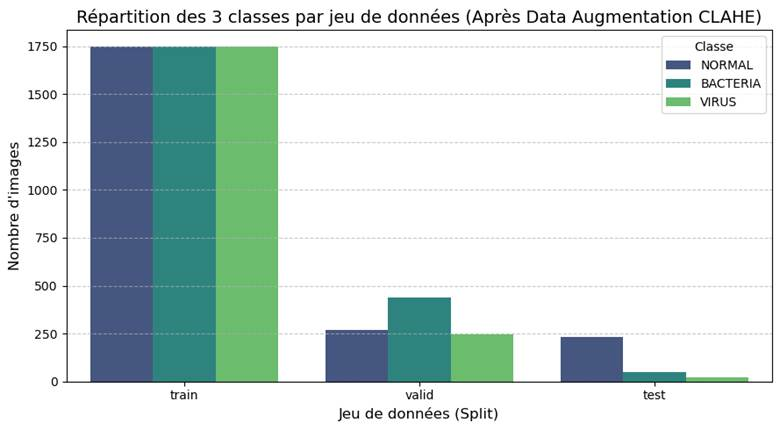 Répartition des 3 classes par jeu de données (Après Data Augmentation CLAHE)
Classe
NORMAL
BACTERIA
VIRUS
Nombre d'images
1750
1500
1250
1000
750
500
250
0
train
valid
test
Jeu de données (Split)